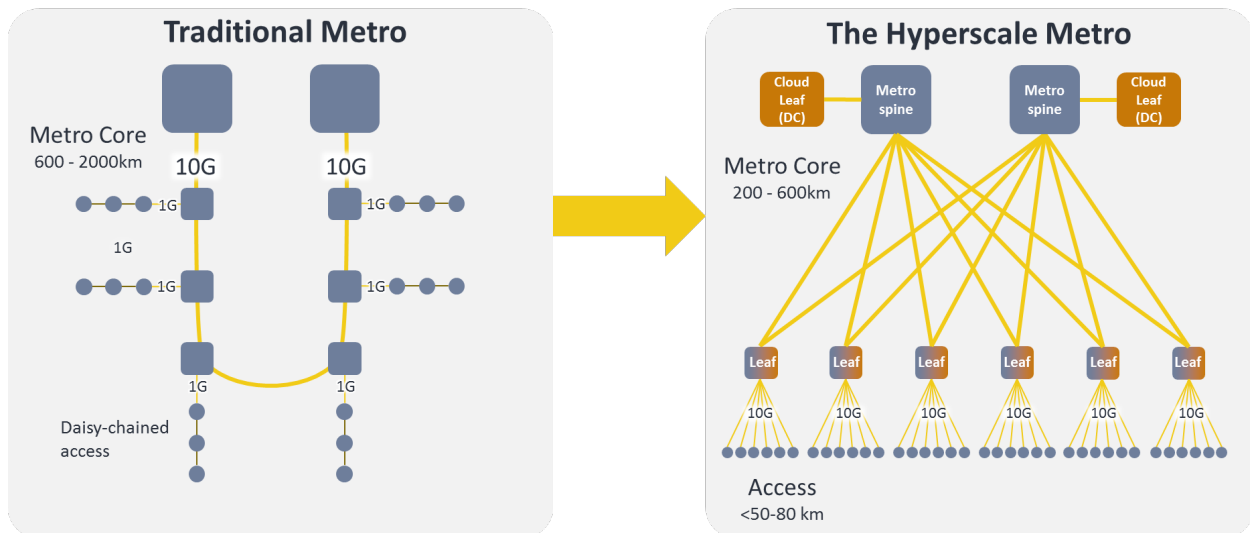 Traditional Metro
Metro Core
600 - 2000km
10G
10G
1G
1G
1G
1G
1G
1G
1G
Daisy-chained
access
The Hyperscale Metro
Cloud
Leaf
(DC)
Metro
spine
Metro
spine
Cloud
Leaf
(DC)
Metro Core
200 - 600km
Leaf
Leaf
Leaf
Leaf
Leaf
Leaf
10G
10G
10G
10G
10G
10G
Access
<50-80 km